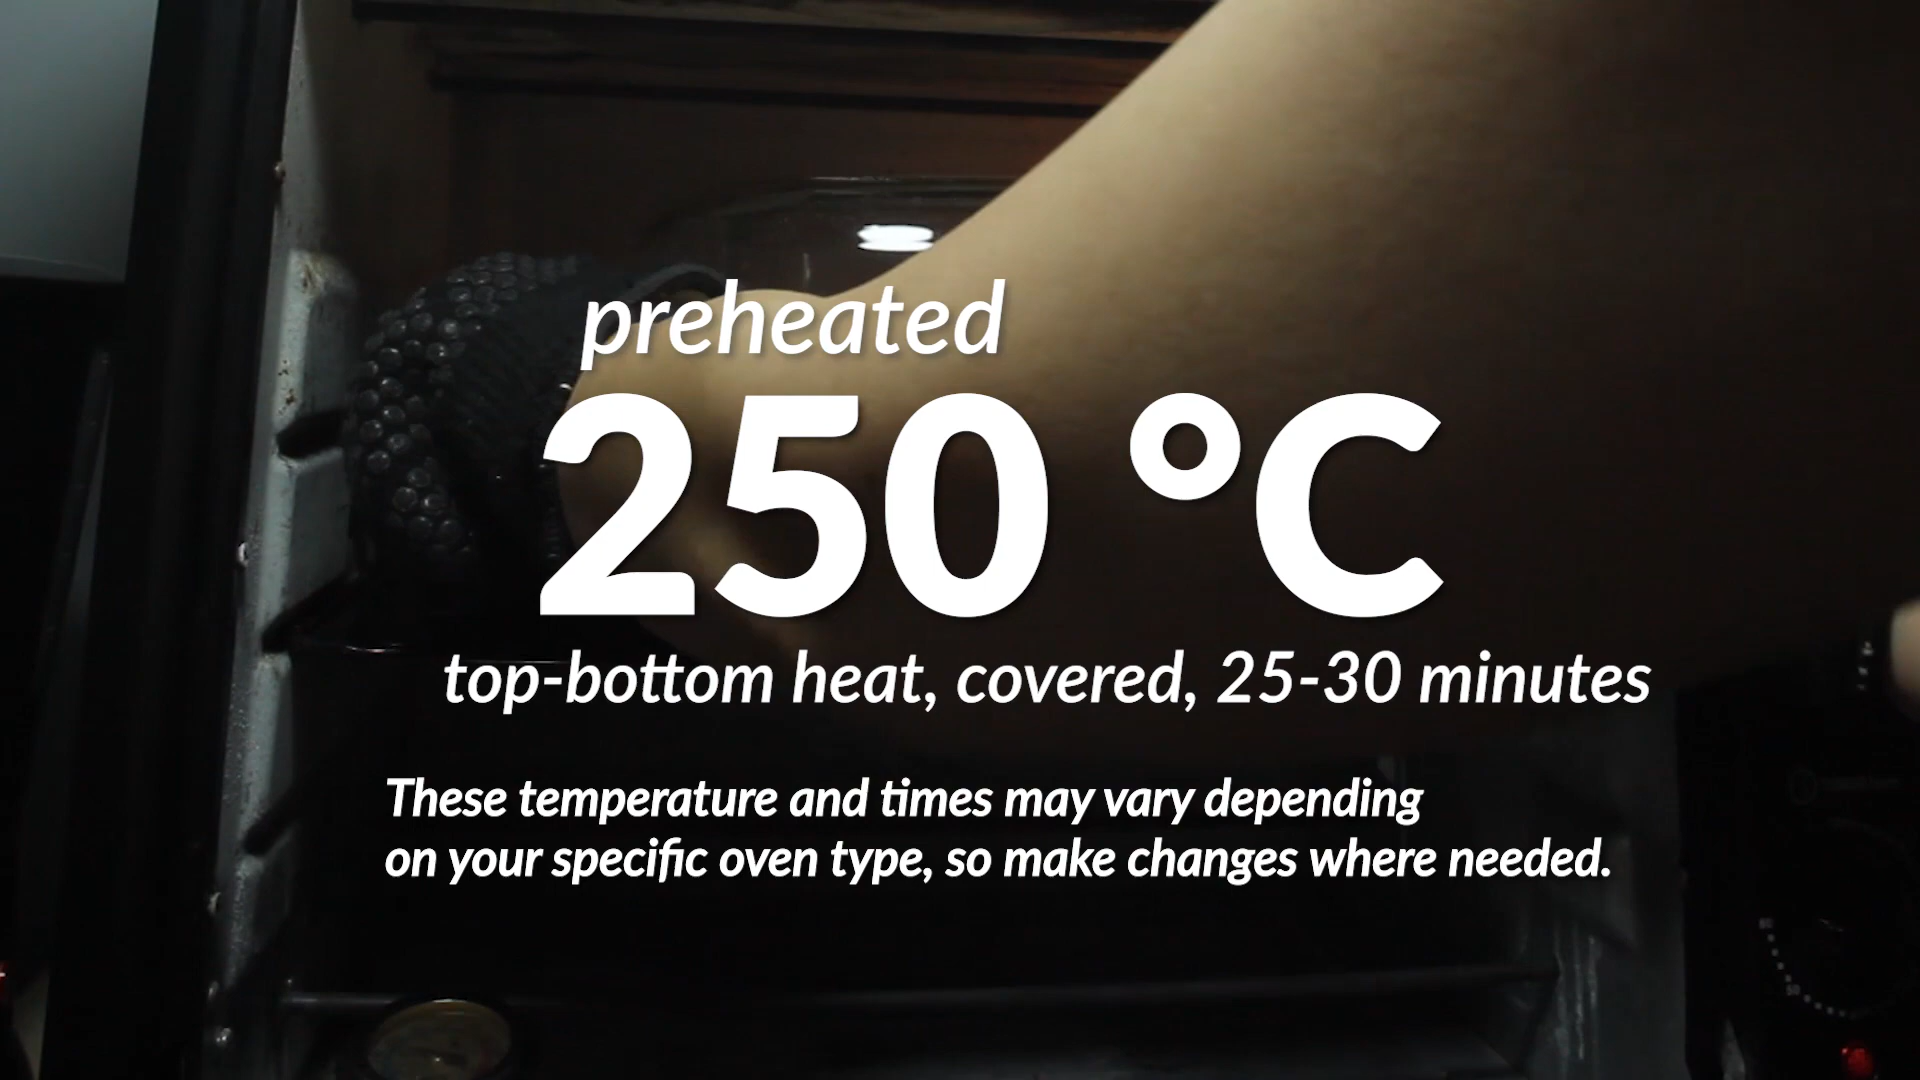 preheated
250 °C
top-bottom heat, covered, 25-30 minutes
These temperature and times may vary depending
on your specific oven type, so make changes where needed.